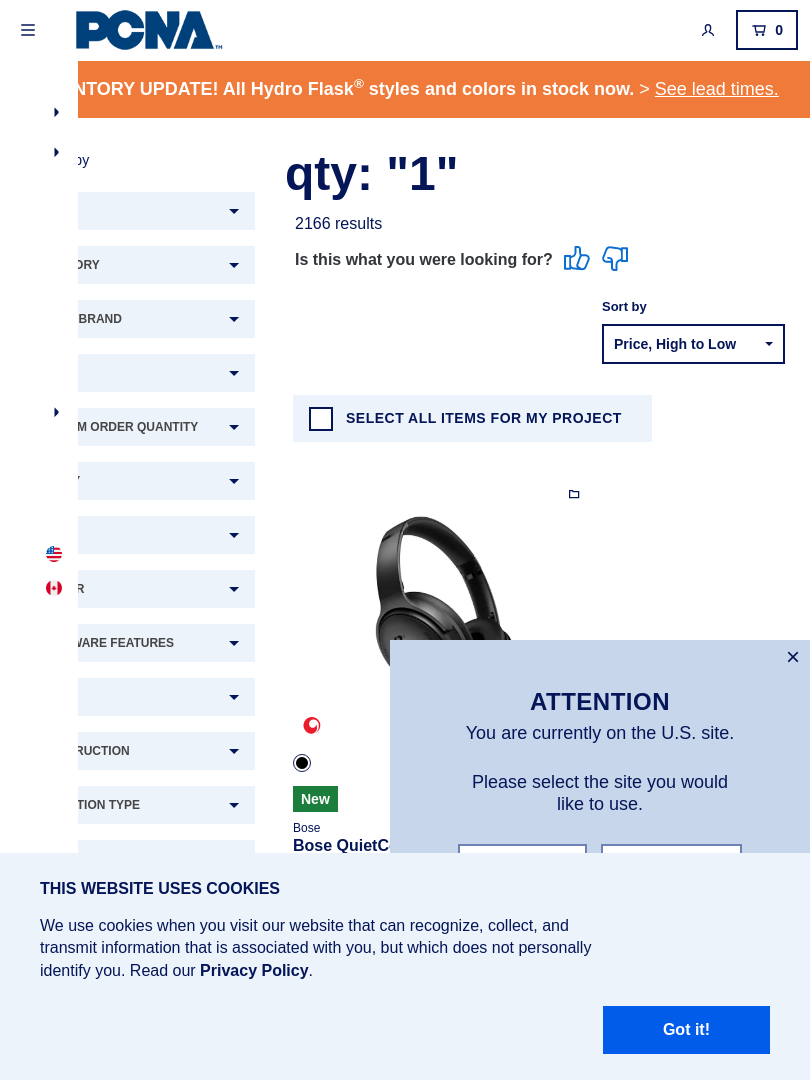 PCNA™
0
NTORY UPDATE! All Hydro Flask® styles and colors in stock now. > See lead times.
by
qty: "1"
2166 results
Is this what you were looking for?
Sort by
Price, High to Low
ORY
BRAND
M ORDER QUANTITY
Y
R
WARE FEATURES
RUCTION
TION TYPE
SELECT ALL ITEMS FOR MY PROJECT
New
Bose
Bose QuietC
×
ATTENTION
You are currently on the U.S. site.
Please select the site you would
like to use.
THIS WEBSITE USES COOKIES
We use cookies when you visit our website that can recognize, collect, and
transmit information that is associated with you, but which does not personally
identify you. Read our Privacy Policy.
Got it!